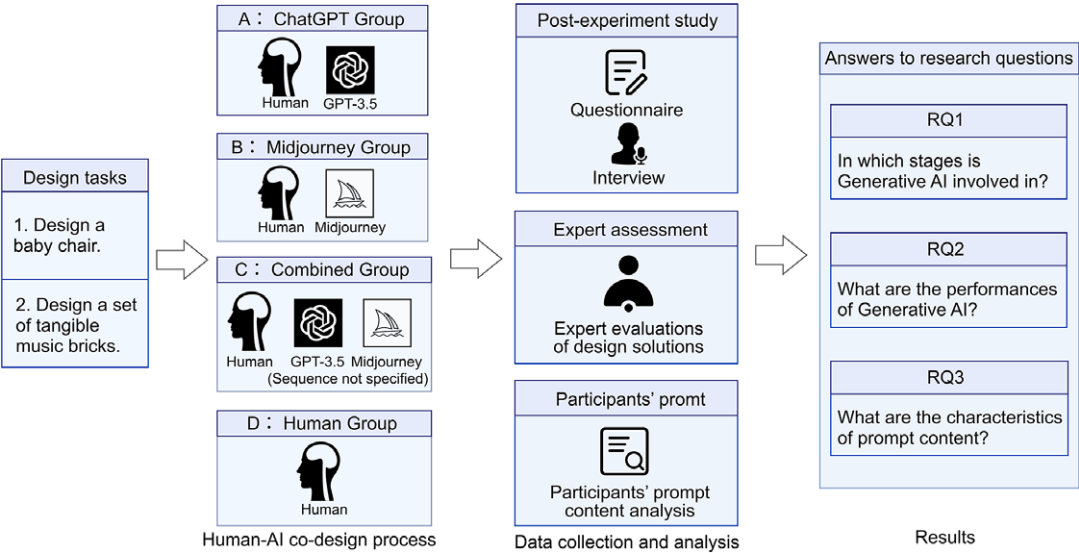 Design tasks
1. Design a
baby chair.
2. Design a set
of tangible
music bricks.
A： ChatGPT Group
Human
GPT-3.5
B： Midjourney Group
Human
Midjourney
C： Combined Group
Human
GPT-3.5
Midjourney
(Sequence not specified)
D： Human Group
Human
Human-AI co-design process
Post-experiment study
Questionnaire
Interview
Expert assessment
Expert evaluations
of design solutions
Participants' promt
Participants' prompt
content analysis
Data collection and analysis
Answers to research questions
RQ1
In which stages is
Generative AI involved in?
RQ2
What are the performances
of Generative AI?
RQ3
What are the characteristics
of prompt content?
Results